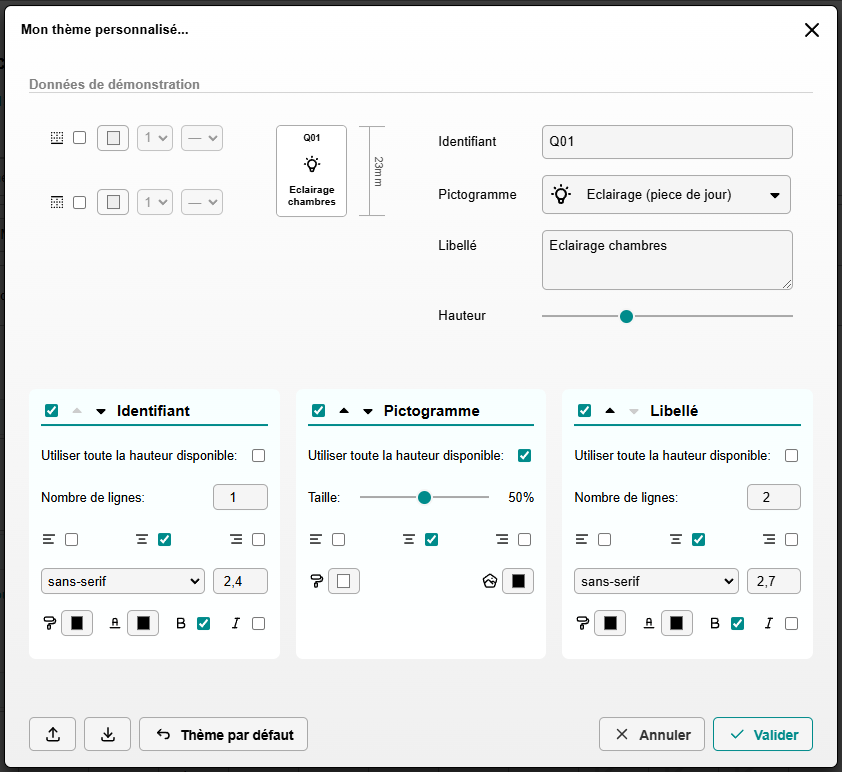 Mon thème personnalisé...
Données de démonstration
1
1
Q01
Eclairage
chambres
23mm
Identifiant
Q01
Pictogramme
Eclairage (piece de jour)
Libellé
Eclairage chambres
Hauteur
Identifiant
Utiliser toute la hauteur disponible:
Nombre de lignes:
1
sans-serif
2,4
A
B
I
Pictogramme
Utiliser toute la hauteur disponible:
Taille:
50%
Libellé
Utiliser toute la hauteur disponible:
Nombre de lignes:
2
sans-serif
2,7
A
B
I
Thème par défaut
Annuler
Valider